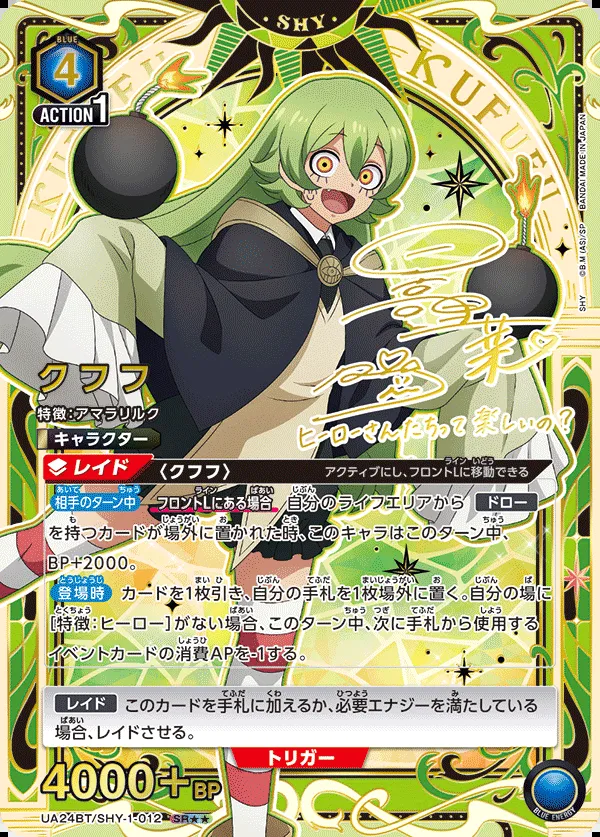 SHY
KUFUFU
BLUE
4
ACTION 1
BANDAI MADE IN JAPAN
©B.M (AS)/SP
SHY
ヒーローさんたちって 楽しいの？
クフフ
特徴：アマラリルク
キャラクター
レイド 〈クフフ〉 アクティブにし、フロントLに移動できる
相手のターン中 フロントLにある場合 自分のライフエリアから ドロー
を持つカードが場外に置かれた時、このキャラはこのターン中、
BP+2000。
登場時 カードを1枚引き、自分の手札を1枚場外に置く。自分の場に
[特徴：ヒーロー]がない場合、このターン中、次に手札から使用する
イベントカードの消費APを-1する。
レイド このカードを手札に加えるか、必要エナジーを満たしている
場合、レイドさせる。
トリガー
4000+BP
UA24BT/SHY-1-012 SR★★
BLUE ENERGY